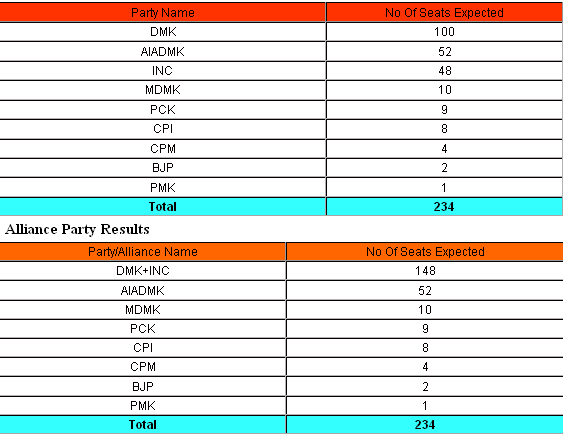 Party Name No Of Seats Expected
DMK 100
AIADMK 52
INC 48
MDMK 10
PCK 9
CPI 8
CPM 4
BJP 2
PMK 1
Total 234
Alliance Party Results
Party/Alliance Name No Of Seats Expected
DMK+INC 148
AIADMK 52
MDMK 10
PCK 9
CPI 8
CPM 4
BJP 2
PMK 1
Total 234